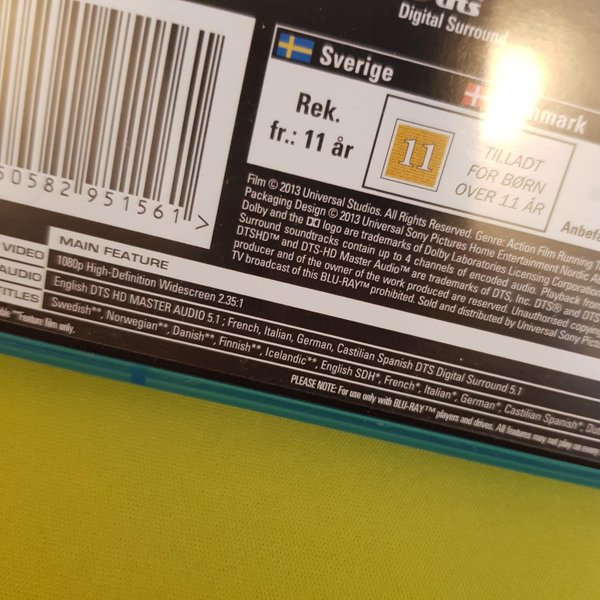 dts
Digital Surround
Sverige
Rek.
fr.: 11 år
11
TILLADT
FOR BØRN
OVER 11 ÅR
50582 951561 >
Film © 2013 Universal Studios. All Rights Reserved. Genre: Action Film Running
Packaging Design © 2013 Universal Sony Pictures Home Entertainment Nordic
Dolby and the DD logo are trademarks of Dolby Laboratories Licensing Corporation.
Surround soundtracks contain up to 4 channels of encoded audio. Playback from
DTSHD™ and DTS-HD Master Audio™ are trademarks of DTS, Inc. DTS® and
producer and of the owner of the work produced are reserved. Unauthorised copying,
TV broadcast of this BLU-RAY™ prohibited. Sold and distributed by Universal Sony
MAIN FEATURE
VIDEO 1080p High-Definition Widescreen 2.35:1
AUDIO English DTS HD MASTER AUDIO 5.1; French, Italian, German, Castilian Spanish DTS Digital Surround 5.1
Swedish**, Norwegian**, Danish**, Finnish**, Icelandic**, English SDH*, French*, Italian*, German*, Castilian Spanish*,
**Feature film only.
PLEASE NOTE: For use only with BLU-RAY™ players and drives. All features may not play on every